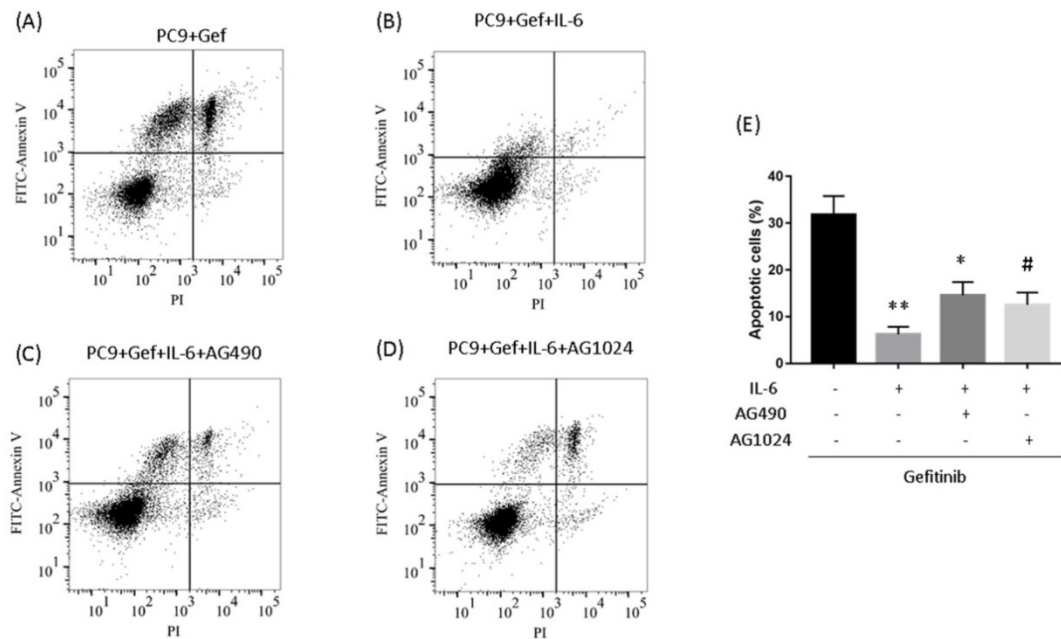 (A)
PC9+Gef
FITC-Annexin V
10^5
10^4
10^3
10^2
10^1
10^1 10^2 10^3 10^4 10^5
PI
(B)
PC9+Gef+IL-6
FITC-Annexin V
10^5
10^4
10^3
10^2
10^1
10^1 10^2 10^3 10^4 10^5
PI
(C)
PC9+Gef+IL-6+AG490
FITC-Annexin V
10^5
10^4
10^3
10^2
10^1
10^1 10^2 10^3 10^4 10^5
PI
(D)
PC9+Gef+IL-6+AG1024
FITC-Annexin V
10^5
10^4
10^3
10^2
10^1
10^1 10^2 10^3 10^4 10^5
PI
(E)
Apoptotic cells (%)
40
30
20
10
0
** * #
IL-6 - + + +
AG490 - - + -
AG1024 - - - +
Gefitinib